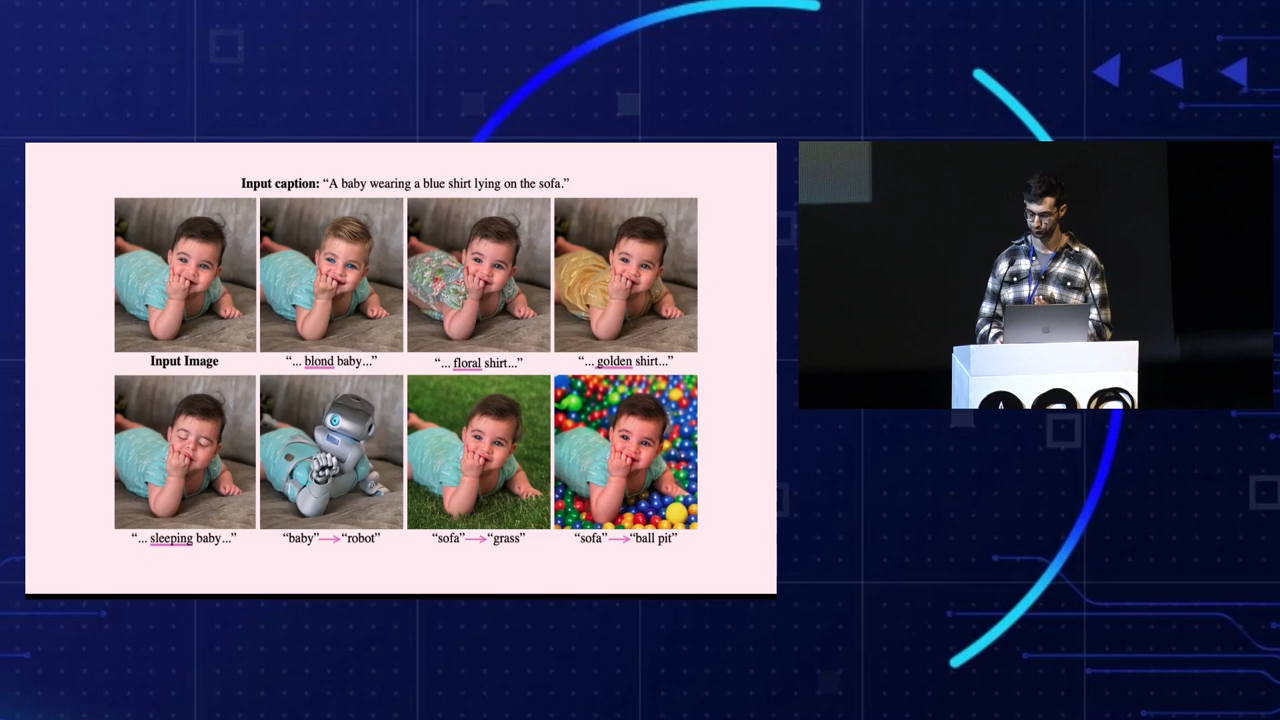 Input caption: “A baby wearing a blue shirt lying on the sofa.”
Input Image
“... blond baby...”
“... floral shirt...”
“... golden shirt...”
“... sleeping baby...”
“baby”→“robot”
“sofa”→“grass”
“sofa”→“ball pit”